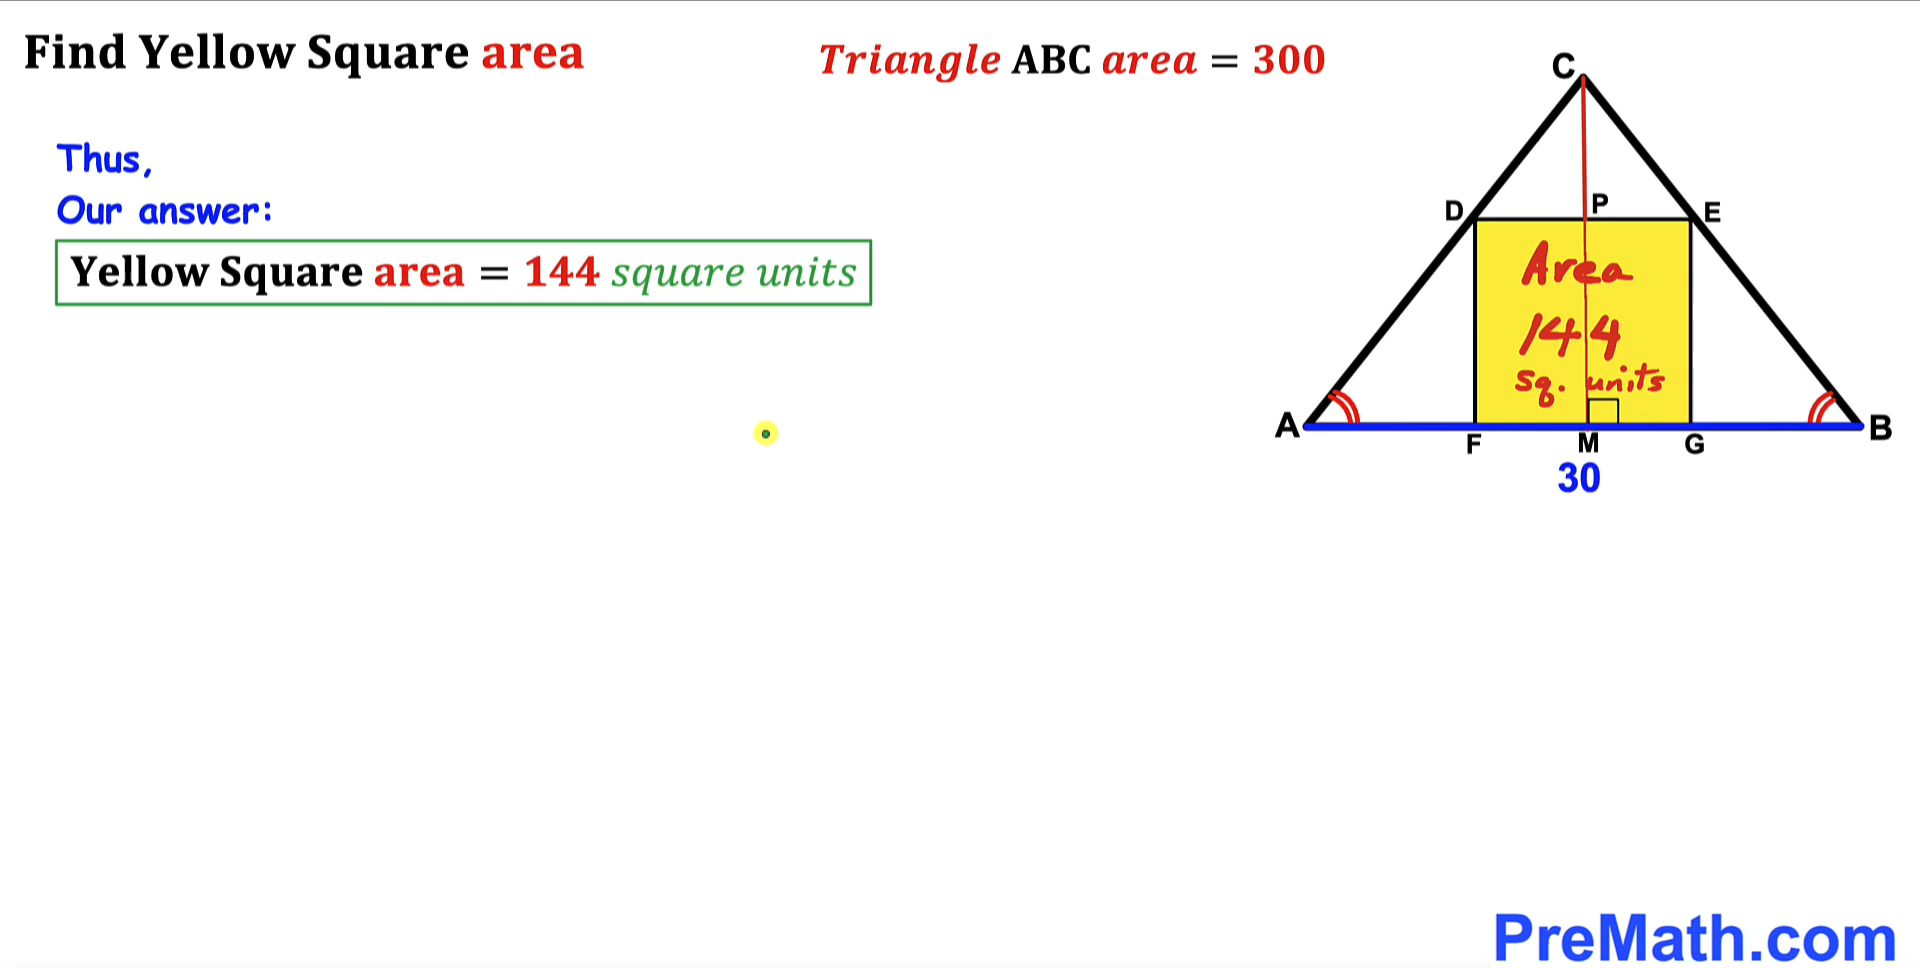 Find Yellow Square area
Triangle ABC area = 300
Thus,
Our answer:
Yellow Square area = 144 square units
C
D
P
E
Area
144
sq. units
A
B
F
M
G
30
PreMath.com